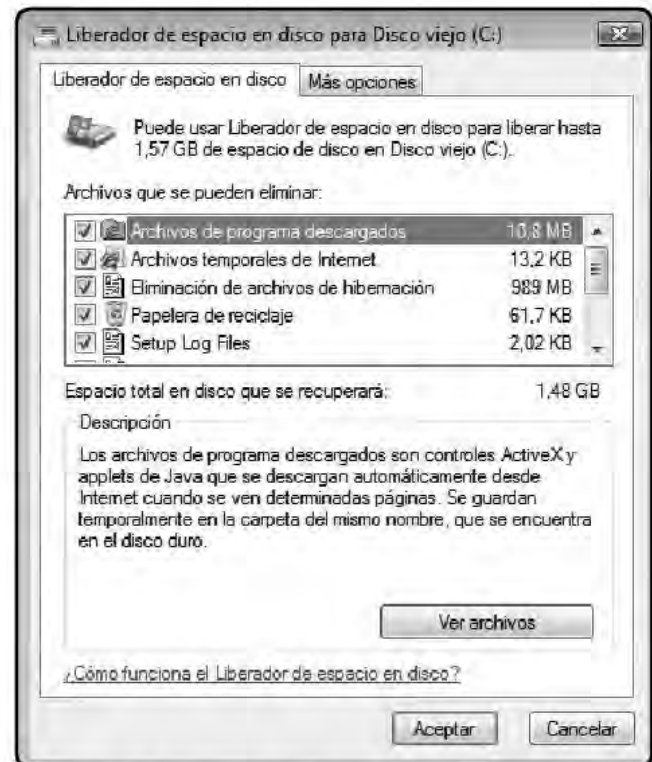 Liberador de espacio en disco para Disco viejo (C:)
Liberador de espacio en disco Más opciones
Puede usar Liberador de espacio en disco para liberar hasta
1,57 GB de espacio de disco en Disco viejo (C:).
Archivos que se pueden eliminar:
Archivos de programa descargados 10,8 MB
Archivos temporales de Internet 13,2 KB
Eliminación de archivos de hibernación 989 MB
Papelera de reciclaje 61,7 KB
Setup Log Files 2,02 KB
Espacio total en disco que se recuperará: 1,48 GB
Descripción
Los archivos de programa descargados son controles ActiveX y
applets de Java que se descargan automáticamente desde
Internet cuando se ven determinadas páginas. Se guardan
temporalmente en la carpeta del mismo nombre, que se encuentra
en el disco duro.
Ver archivos
¿Cómo funciona el Liberador de espacio en disco?
Aceptar Cancelar